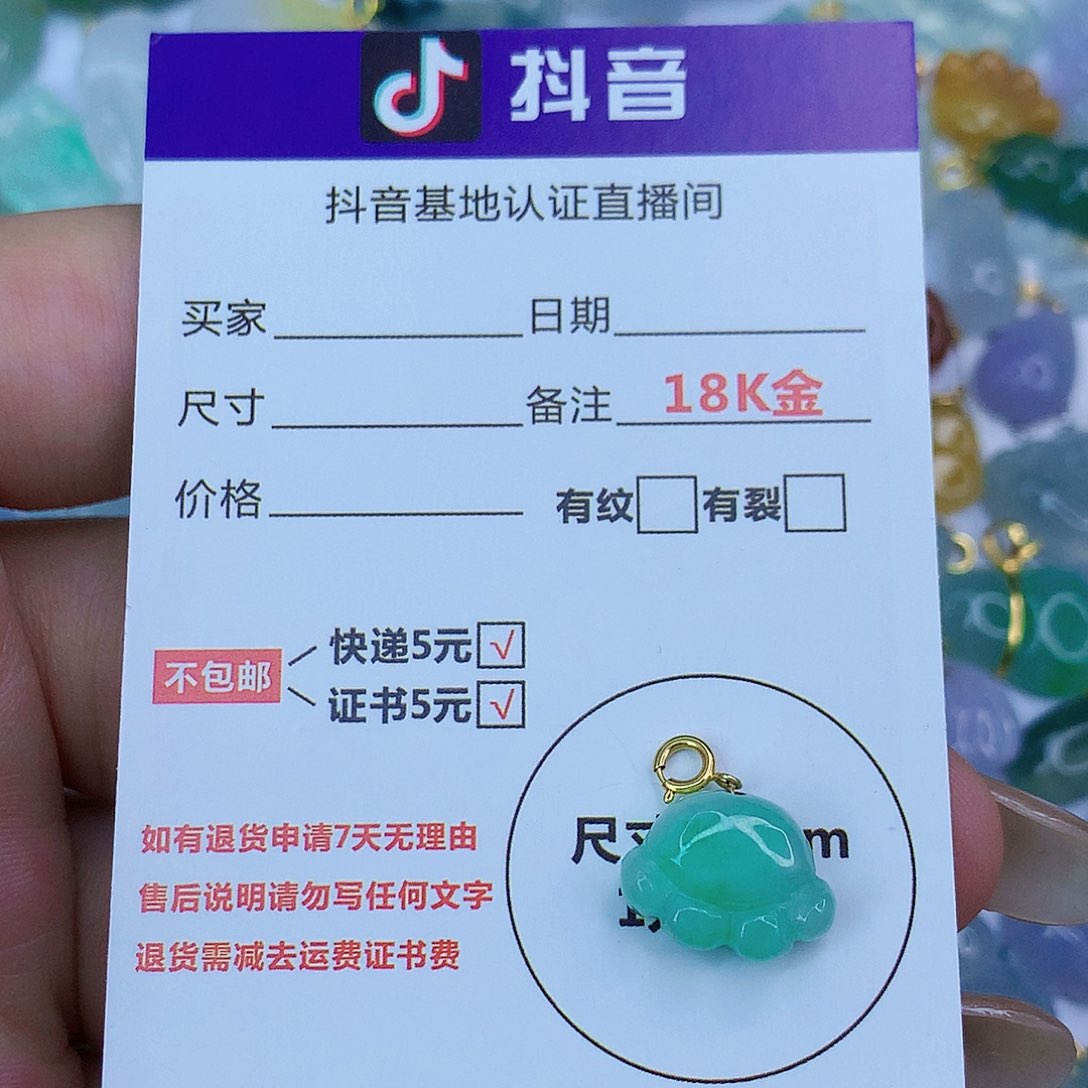 抖音
抖音基地认证直播间
买家 日期
尺寸 备注 18K金
价格 有纹 有裂
不包邮
快递5元 √
证书5元 √
如有退货申请7天无理由
售后说明请勿写任何文字
退货需减去运费证书费
尺寸 m